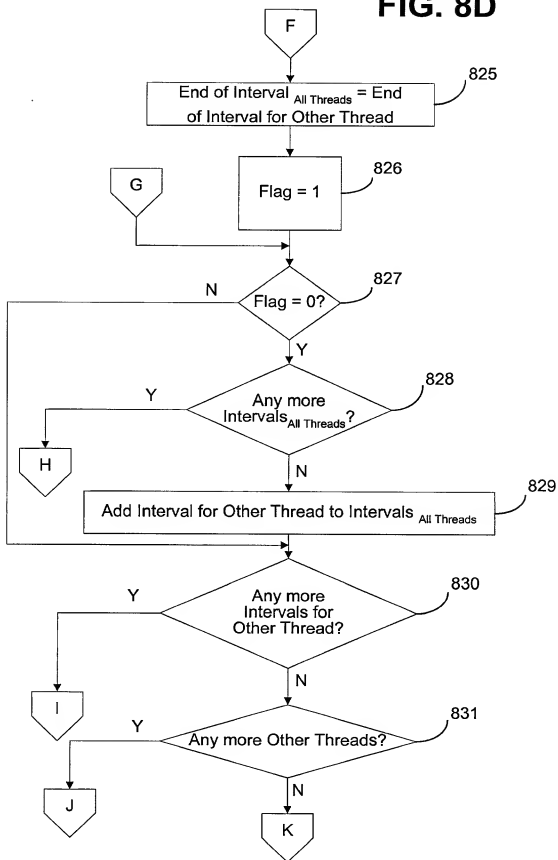 FIG. 8D
F
825
End of Interval All Threads = End
of Interval for Other Thread
826
Flag = 1
G
827
Flag = 0?
N
Y
828
Any more
Intervals All Threads?
Y
H
N
829
Add Interval for Other Thread to Intervals All Threads
830
Any more
Intervals for
Other Thread?
Y
I
N
831
Any more Other Threads?
Y
J
N
K